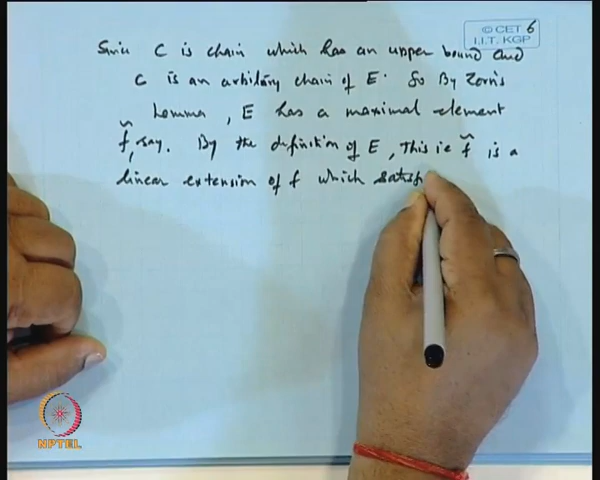 © CET
I.I.T. KGP
6
Since C is chain which has an upper bound and
C is an arbitrary chain of E. So By Zorn's
Lemma, E has a maximal element
f̃, say. By the definition of E, this i.e f̃ is a
linear extension of f which satisf
NPTEL